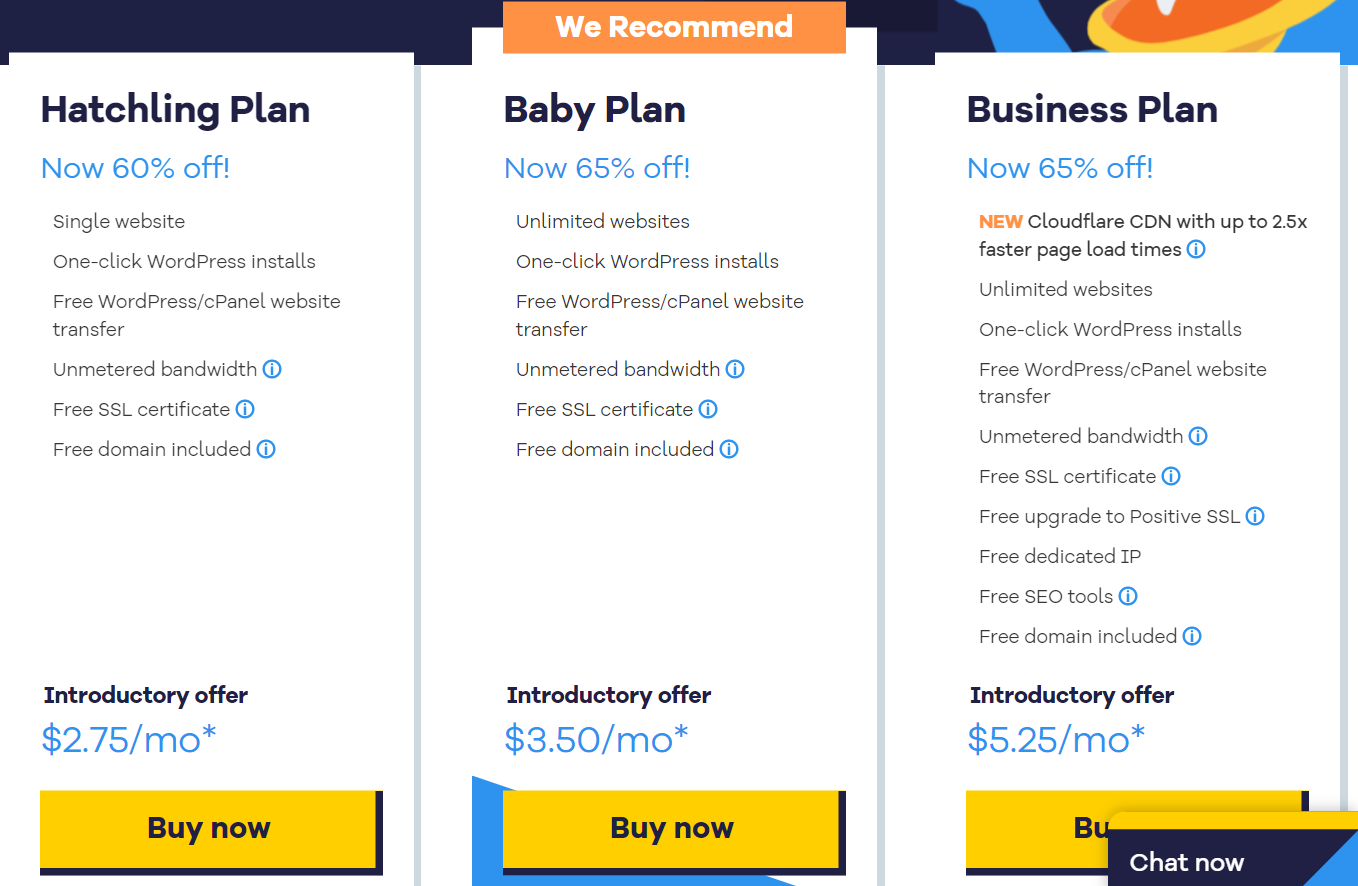 We Recommend
Hatchling Plan
Now 60% off!
Single website
One-click WordPress installs
Free WordPress/cPanel website
transfer
Unmetered bandwidth
Free SSL certificate
Free domain included
Introductory offer
$2.75/mo*
Buy now
Baby Plan
Now 65% off!
Unlimited websites
One-click WordPress installs
Free WordPress/cPanel website
transfer
Unmetered bandwidth
Free SSL certificate
Free domain included
Introductory offer
$3.50/mo*
Buy now
Business Plan
Now 65% off!
NEW Cloudflare CDN with up to 2.5x
faster page load times
Unlimited websites
One-click WordPress installs
Free WordPress/cPanel website
transfer
Unmetered bandwidth
Free SSL certificate
Free upgrade to Positive SSL
Free dedicated IP
Free SEO tools
Free domain included
Introductory offer
$5.25/mo*
Bu
Chat now